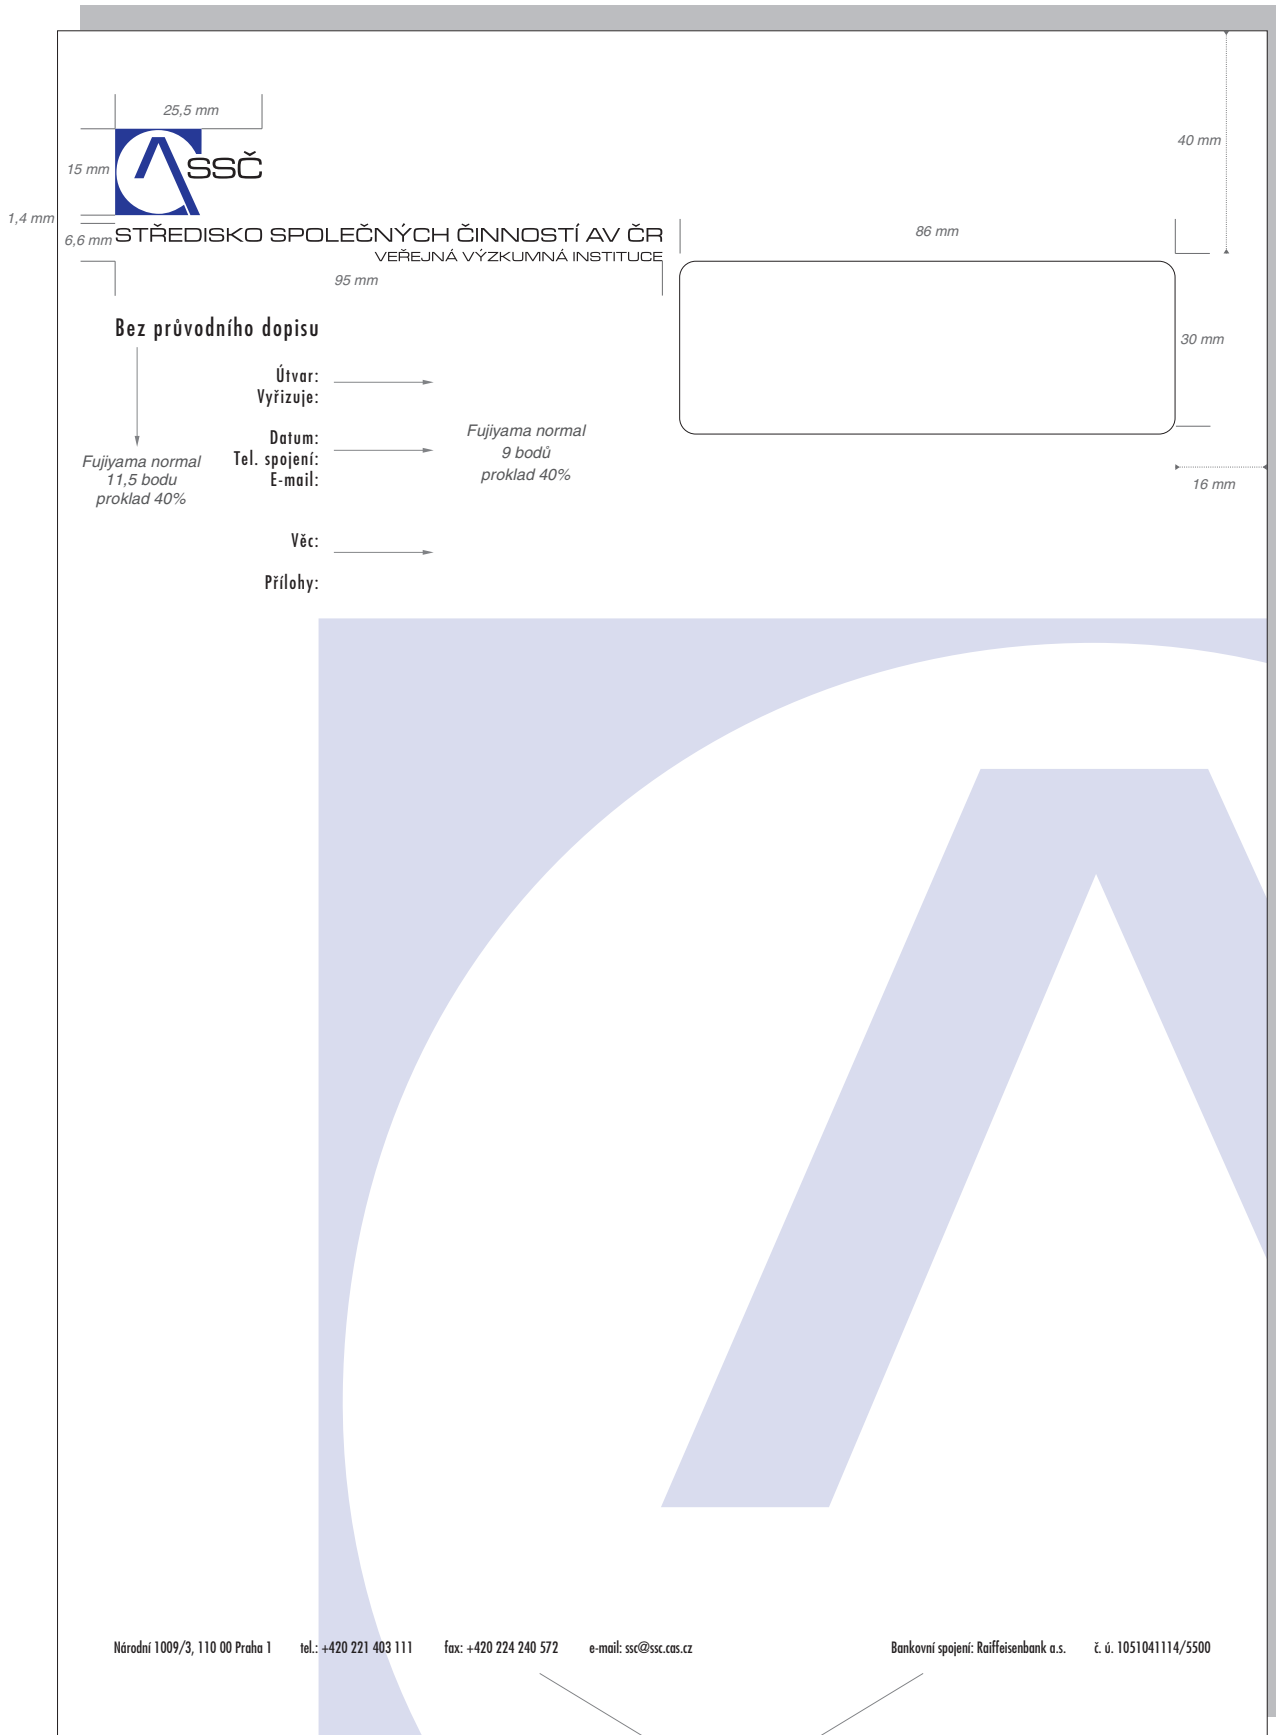 25,5 mm
40 mm
15 mm
SSČ
1,4 mm
6,6 mm
STŘEDISKO SPOLEČNÝCH ČINNOSTÍ AV ČR
86 mm
VEŘEJNÁ VÝZKUMNÁ INSTITUCE
95 mm
Bez průvodního dopisu
30 mm
Útvar:
Vyřizuje:
Datum:
Tel. spojení:
E-mail:
Fujiyama normal
9 bodů
proklad 40%
Fujiyama normal
11,5 bodu
proklad 40%
16 mm
Věc:
Přílohy:
Národní 1009/3, 110 00 Praha 1 tel.: +420 221 403 111 fax: +420 224 240 572 e-mail: ssc@ssc.cas.cz Bankovní spojení: Raiffeisenbank a.s. č. ú. 1051041114/5500